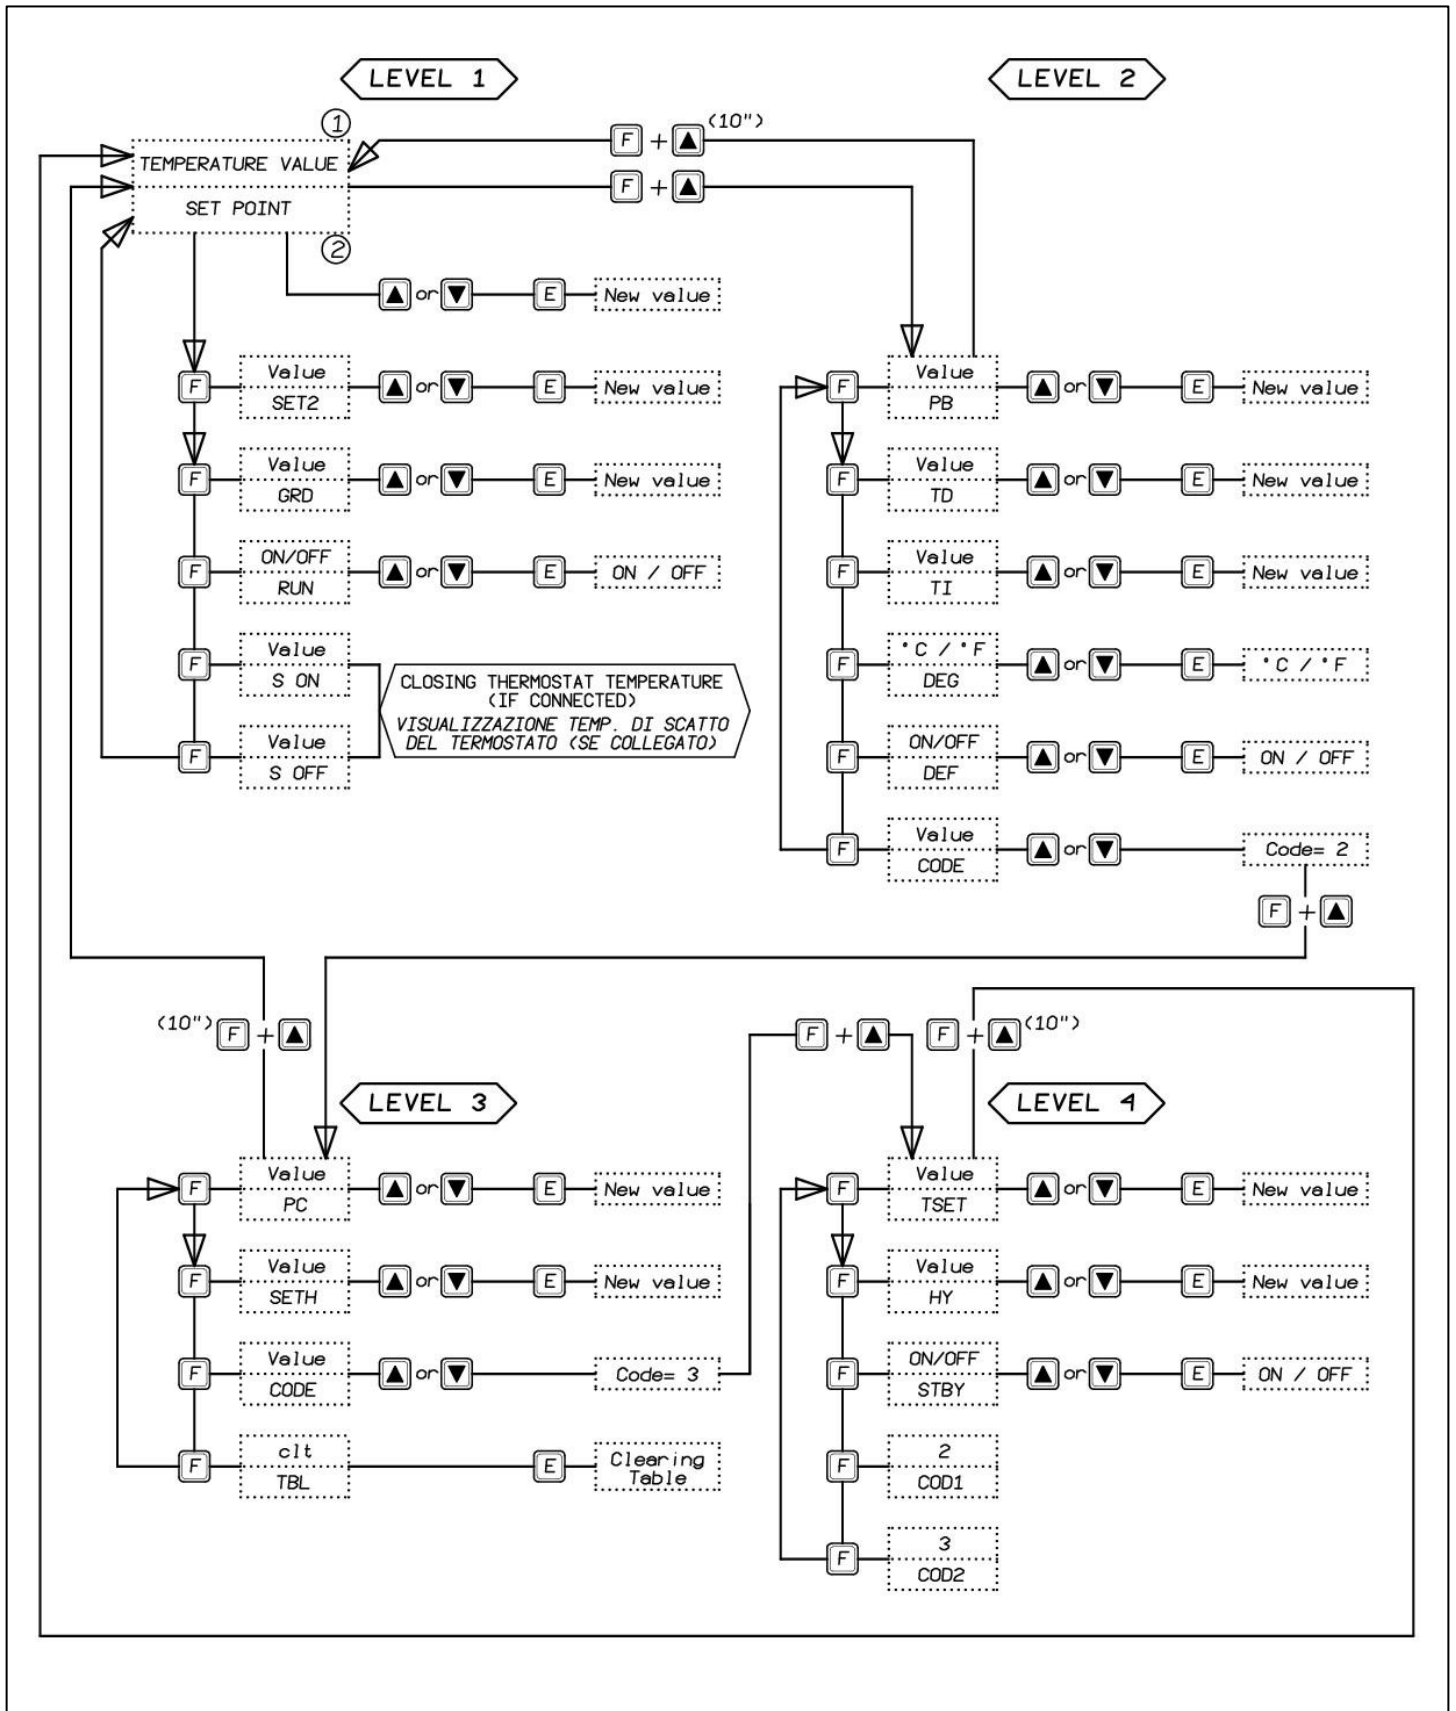 LEVEL 1
LEVEL 2
1
F + ▲ (10")
TEMPERATURE VALUE
F + ▲
SET POINT
2
▲ or ▼ E New value
F Value ▲ or ▼ E New value
SET2
F Value ▲ or ▼ E New value
GRD
F ON/OFF ▲ or ▼ E ON / OFF
RUN
F Value
S ON
F Value
S OFF
CLOSING THERMOSTAT TEMPERATURE
(IF CONNECTED)
VISUALIZZAZIONE TEMP. DI SCATTO
DEL TERMOSTATO (SE COLLEGATO)
F Value ▲ or ▼ E New value
PB
F Value ▲ or ▼ E New value
TD
F Value ▲ or ▼ E New value
TI
F °C / °F ▲ or ▼ E °C / °F
DEG
F ON/OFF ▲ or ▼ E ON / OFF
DEF
F Value ▲ or ▼ Code= 2
CODE
F + ▲
(10") F + ▲
F + ▲
F + ▲ (10")
LEVEL 3
F Value ▲ or ▼ E New value
PC
F Value ▲ or ▼ E New value
SETH
F Value ▲ or ▼ Code= 3
CODE
F clt E Clearing
TBL Table
LEVEL 4
F Value ▲ or ▼ E New value
TSET
F Value ▲ or ▼ E New value
HY
F ON/OFF ▲ or ▼ E ON / OFF
STBY
F 2
COD1
F 3
COD2